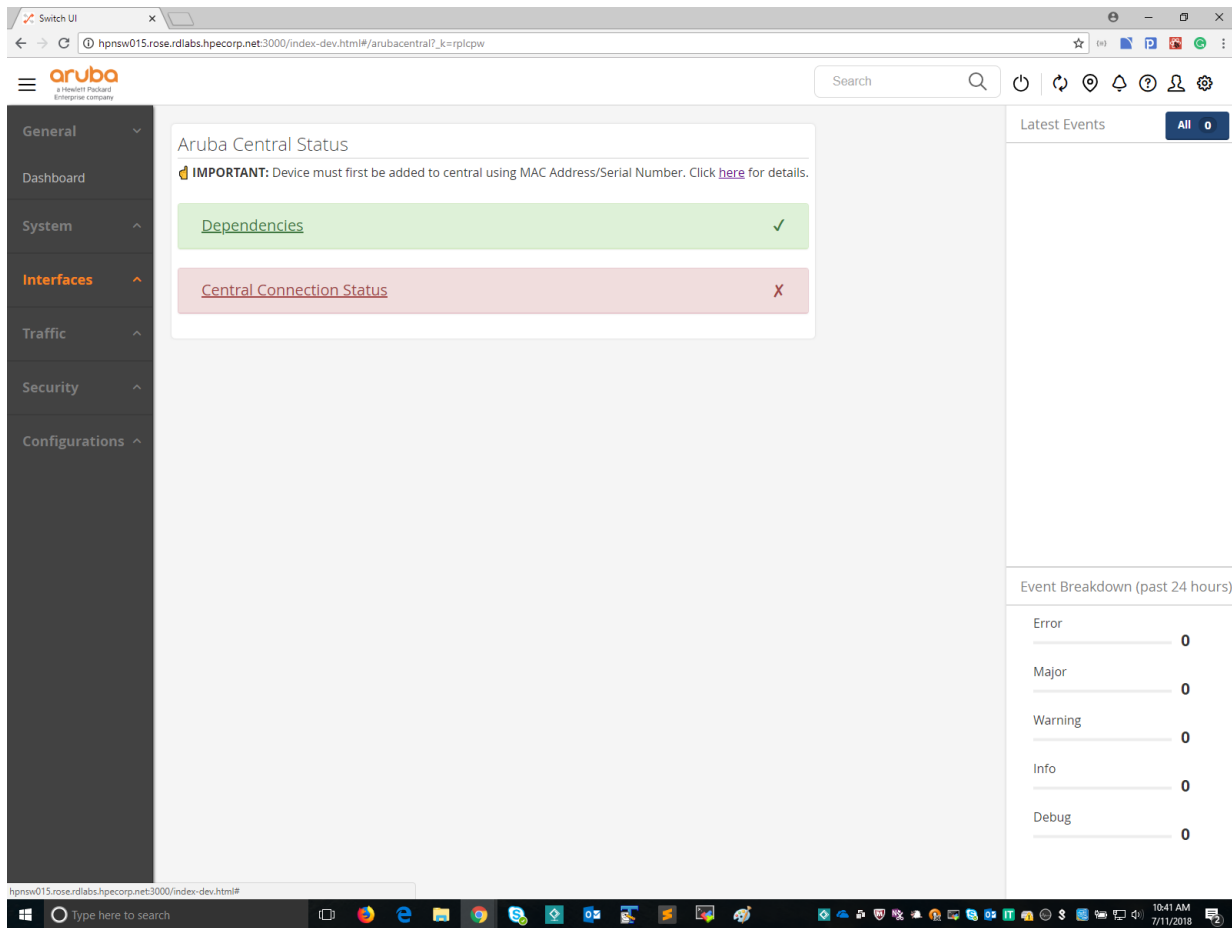 Switch UI
hpnsw015.rose.rdlabs.hpecorp.net:3000/index-dev.html#/arubacentral?_k=rplcpw
aruba
a Hewlett Packard
Enterprise company
Search
General
Dashboard
System
Interfaces
Traffic
Security
Configurations
Aruba Central Status
IMPORTANT: Device must first be added to central using MAC Address/Serial Number. Click here for details.
Dependencies
Central Connection Status
Latest Events
All 0
Event Breakdown (past 24 hours)
Error
0
Major
0
Warning
0
Info
0
Debug
0
hpnsw015.rose.rdlabs.hpecorp.net:3000/index-dev.html#
Type here to search
10:41 AM
7/11/2018